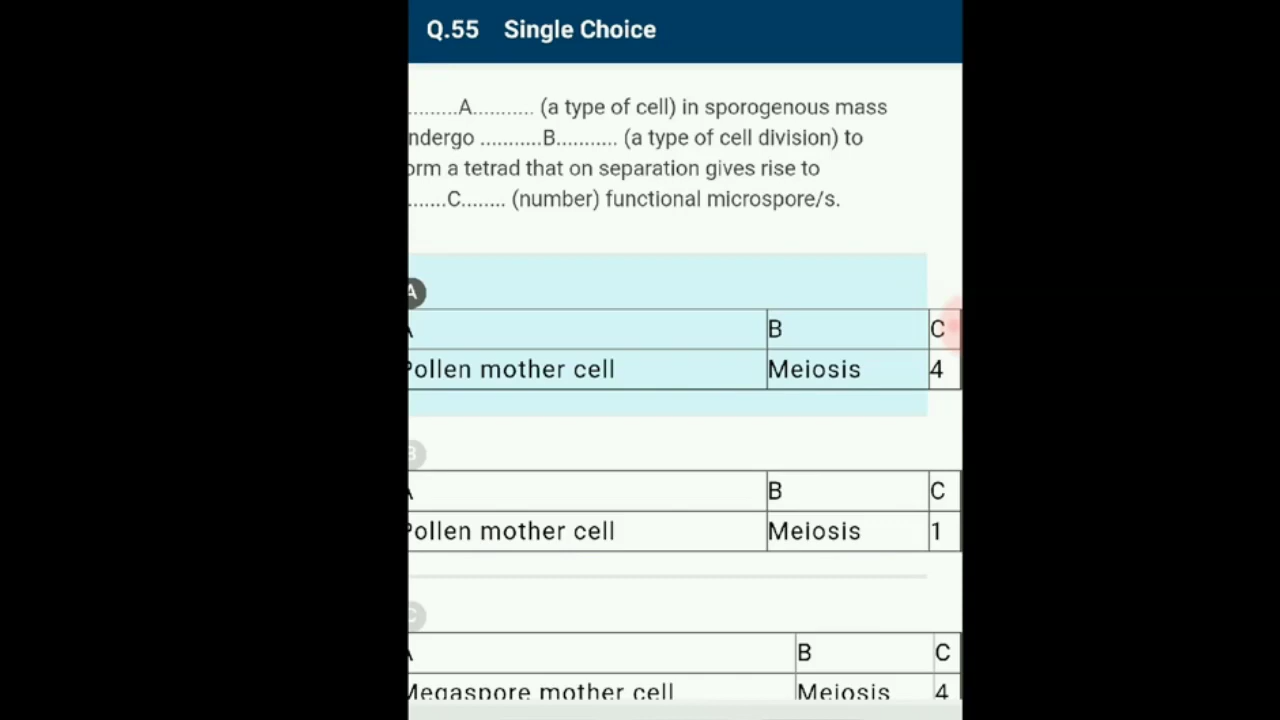 Q.55 Single Choice
.........A........... (a type of cell) in sporogenous mass
ndergo ...........B........... (a type of cell division) to
orm a tetrad that on separation gives rise to
.......C........ (number) functional microspore/s.
A
A B C
Pollen mother cell Meiosis 4
B
A B C
Pollen mother cell Meiosis 1
C
A B C
Megaspore mother cell Meiosis 4